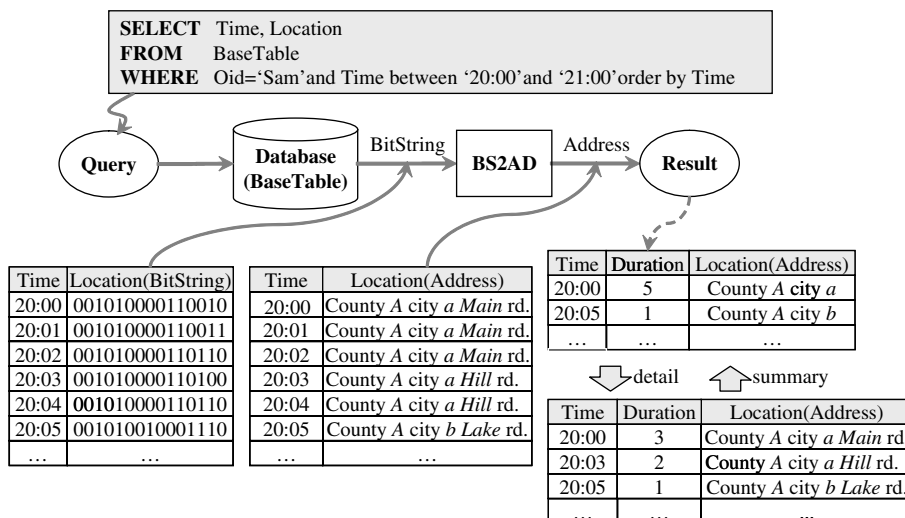 SELECT Time, Location
FROM BaseTable
WHERE Oid=‘Sam’and Time between ‘20:00’and ‘21:00’order by Time
Query
Database
(BaseTable)
BitString
BS2AD
Address
Result
Time Location(BitString)
20:00 001010000110010
20:01 001010000110011
20:02 001010000110110
20:03 001010000110100
20:04 001010000110110
20:05 001010010001110
… …
Time Location(Address)
20:00 County A city a Main rd.
20:01 County A city a Main rd.
20:02 County A city a Main rd.
20:03 County A city a Hill rd.
20:04 County A city a Hill rd.
20:05 County A city b Lake rd.
… …
Time Duration Location(Address)
20:00 5 County A city a
20:05 1 County A city b
… … …
detail summary
Time Duration Location(Address)
20:00 3 County A city a Main rd
20:03 2 County A city a Hill rd.
20:05 1 County A city b Lake rd.
… … …